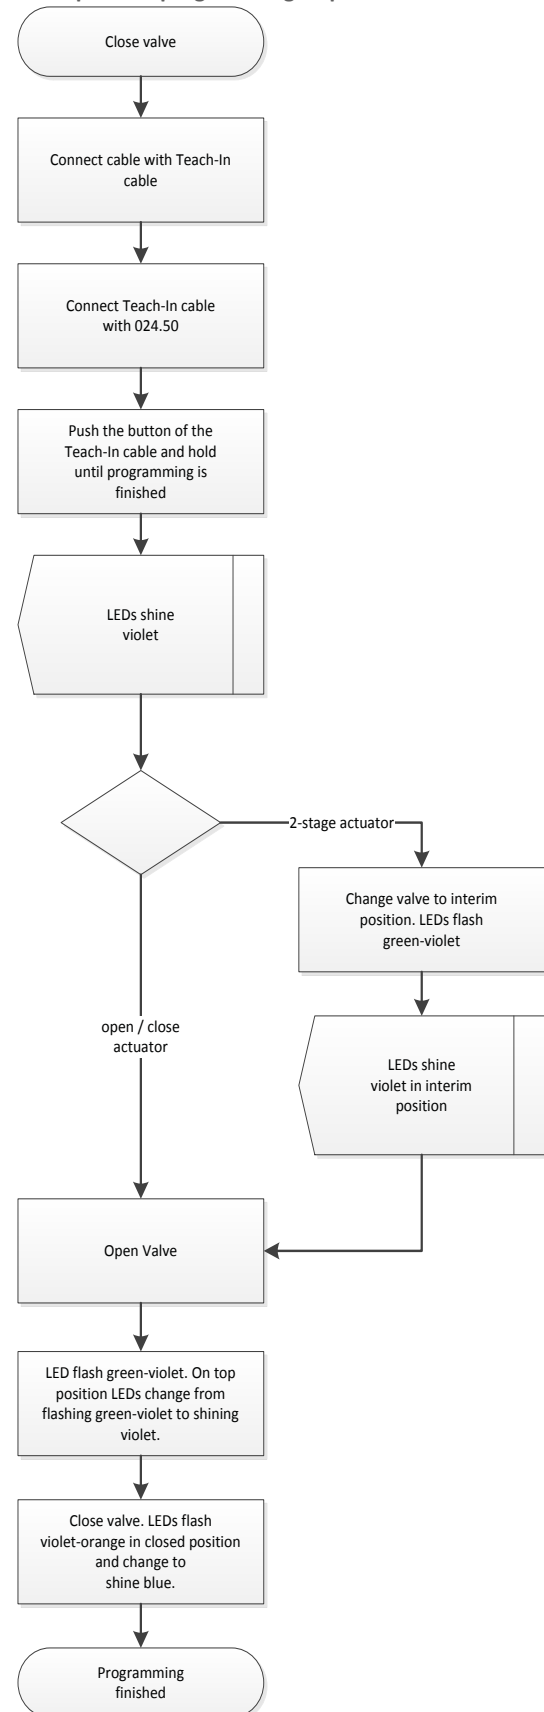 Close valve
Connect cable with Teach-In
cable
Connect Teach-In cable
with 024.50
Push the button of the
Teach-In cable and hold
until programming is
finished
LEDs shine
violet
2-stage actuator
Change valve to interim
position. LEDs flash
green-violet
open / close
actuator
LEDs shine
violet in interim
position
Open Valve
LED flash green-violet. On top
position LEDs change from
flashing green-violet to shining
violet.
Close valve. LEDs flash
violet-orange in closed position
and change to
shine blue.
Programming
finished